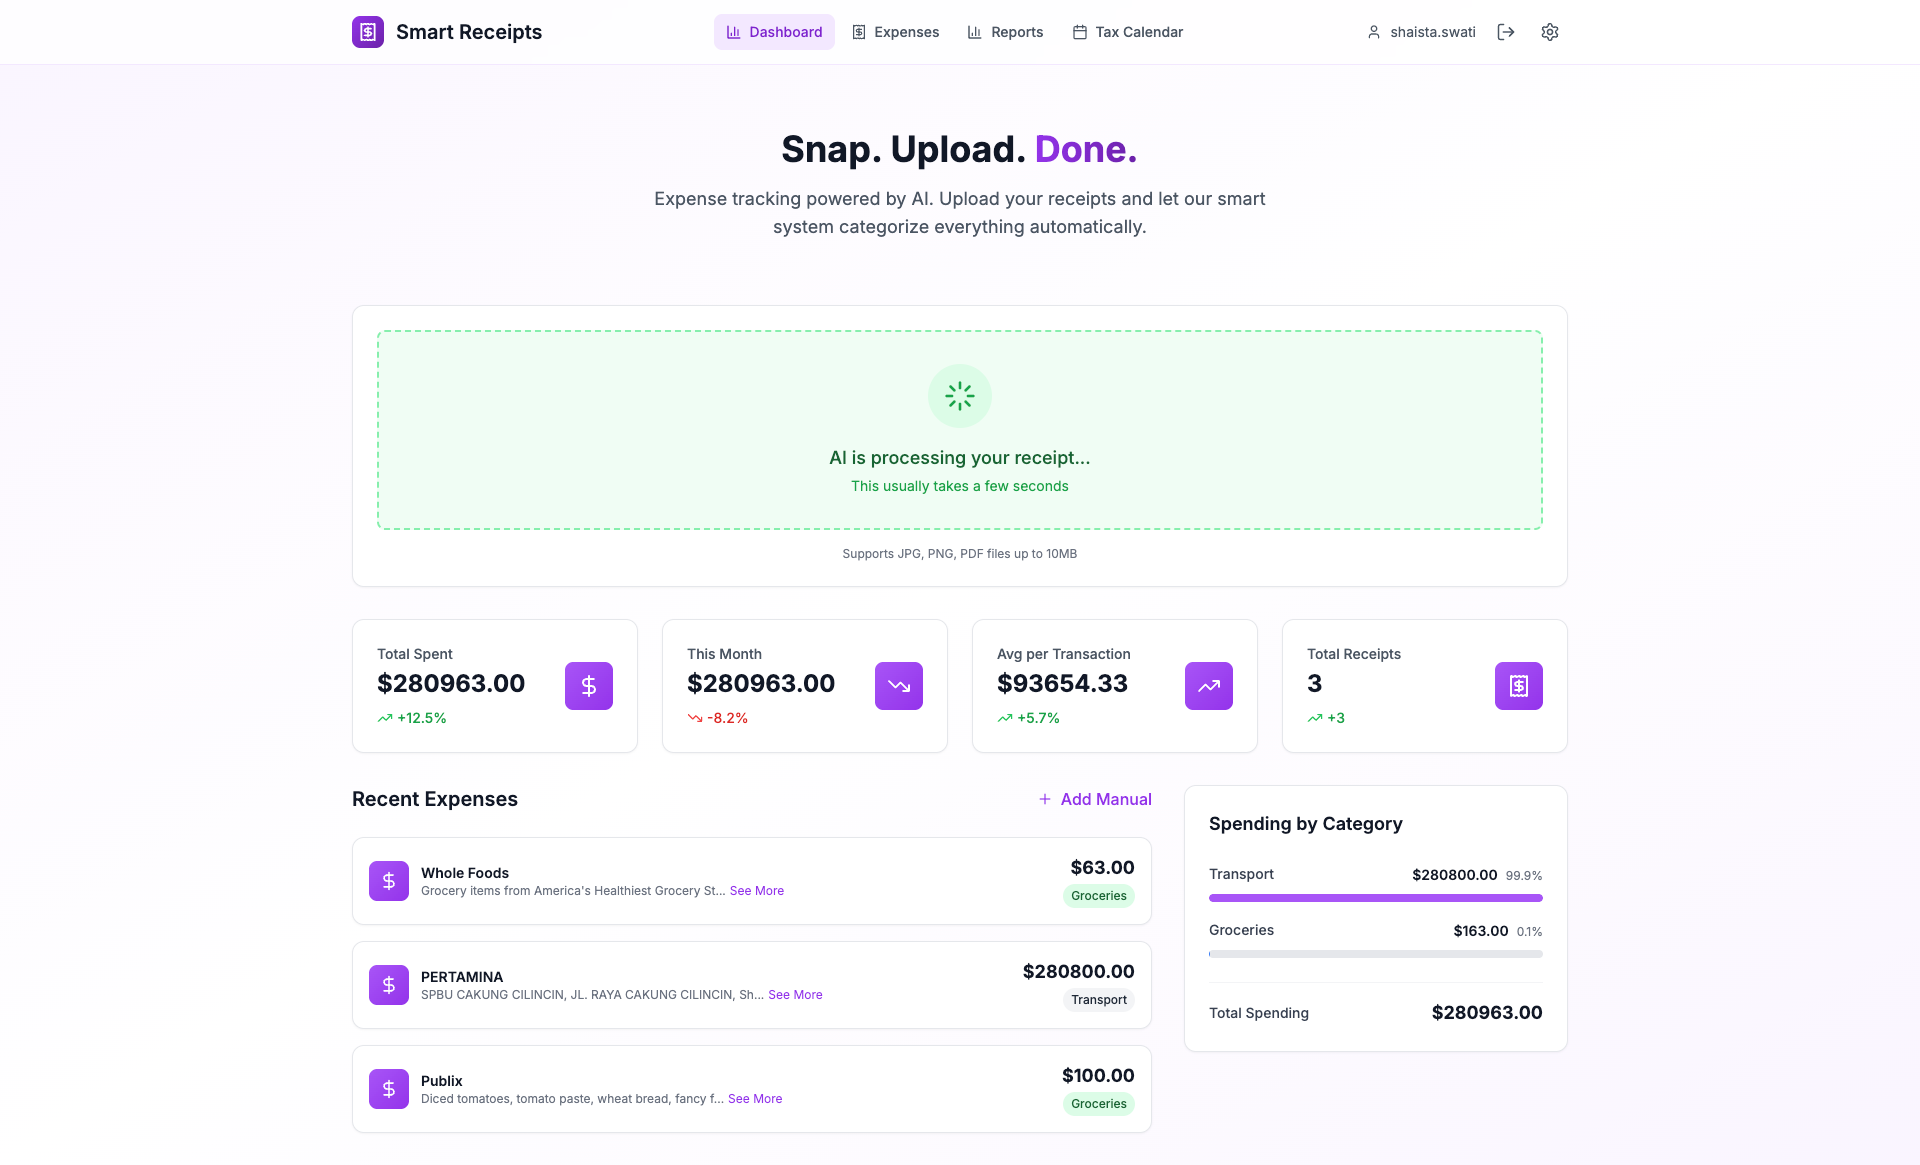 Smart Receipts
Dashboard
Expenses
Reports
Tax Calendar
shaista.swati
Snap. Upload. Done.
Expense tracking powered by AI. Upload your receipts and let our smart
system categorize everything automatically.
AI is processing your receipt...
This usually takes a few seconds
Supports JPG, PNG, PDF files up to 10MB
Total Spent
$280963.00
+12.5%
This Month
$280963.00
-8.2%
Avg per Transaction
$93654.33
+5.7%
Total Receipts
3
+3
Recent Expenses
+ Add Manual
Whole Foods
Grocery items from America's Healthiest Grocery St... See More
$63.00
Groceries
PERTAMINA
SPBU CAKUNG CILINCIN, JL. RAYA CAKUNG CILINCIN, Sh... See More
$280800.00
Transport
Publix
Diced tomatoes, tomato paste, wheat bread, fancy f... See More
$100.00
Groceries
Spending by Category
Transport $280800.00 99.9%
Groceries $163.00 0.1%
Total Spending $280963.00